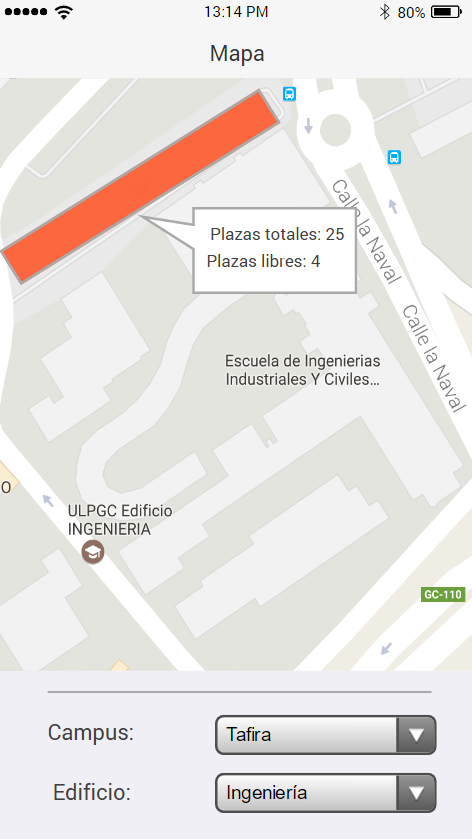 13:14 PM
80%
Mapa
Plazas totales: 25
Plazas libres: 4
Calle la Naval
Calle la Naval
Escuela de Ingenierias
Industriales Y Civiles...
O
ULPGC Edificio
INGENIERIA
GC-110
Campus:
Tafira
Edificio:
Ingeniería